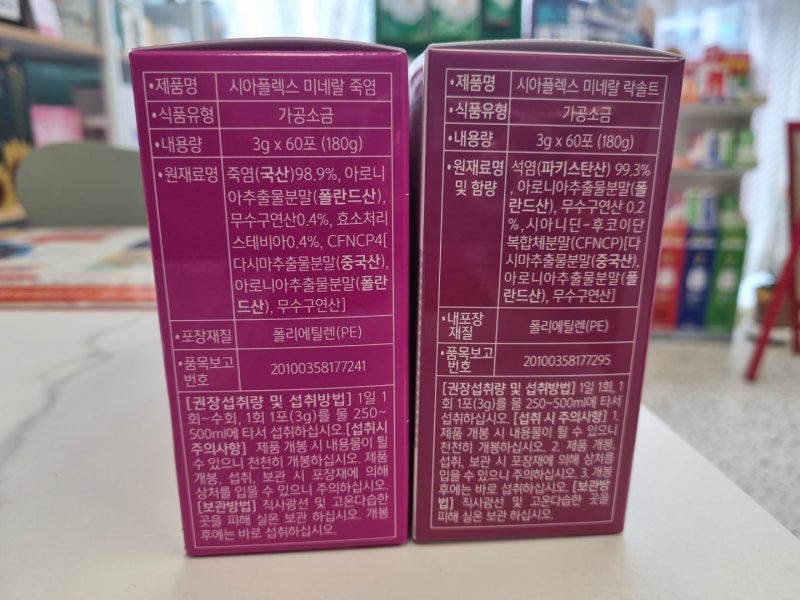 •제품명 시아플렉스 미네랄 죽염
•식품유형 가공소금
•내용량 3g x 60포 (180g)
•원재료명 죽염(국산)98.9%, 아로니
아추출물분말(폴란드산),
무수구연산0.4%, 효소처리
스테비아0.4%, CFNCP4[
다시마추출물분말(중국산),
아로니아추출물분말(폴란
드산), 무수구연산]
•포장재질 폴리에틸렌(PE)
•품목보고
번호 20100358177241
[권장섭취량 및 섭취방법] 1일 1
회~수회, 1회 1포(3g)를 물 250~
500ml에 타서 섭취하십시오. [섭취시
주의사항] 제품 개봉 시 내용물이 튈
수 있으니 천천히 개봉하십시오. 제품
개봉, 섭취, 보관 시 포장재에 의해
상처를 입을 수 있으니 주의하십시오.
[보관방법] 직사광선 및 고온다습한
곳을 피해 실온 보관 하십시오. 개봉
후에는 바로 섭취하십시오.
•제품명 시아플렉스 미네랄 락솔트
•식품유형 가공소금
•내용량 3g x 60포 (180g)
•원재료명
및 함량 석염(파키스탄산) 99.3%
, 아로니아추출물분말(폴
란드산), 무수구연산 0.2
%, 시아니딘-후코이단
복합체분말(CFNCP)[다
시마추출물분말(중국산),
아로니아추출물분말(폴
란드산), 무수구연산]
•내포장
재질 폴리에틸렌(PE)
•품목보고
번호 20100358177295
[권장섭취량 및 섭취방법] 1일 1회, 1
회 1포(3g)를 물 250~500ml에 타서
섭취하십시오. [섭취 시 주의사항] 1.
제품 개봉 시 내용물이 튈 수 있으니
천천히 개봉하십시오. 2. 제품 개봉,
섭취, 보관 시 포장재에 의해 상처를
입을 수 있으니 주의하십시오. 3. 개봉
후에는 바로 섭취하십시오. [보관방
법] 직사광선 및 고온다습한 곳을
피해 실온 보관 하십시오.